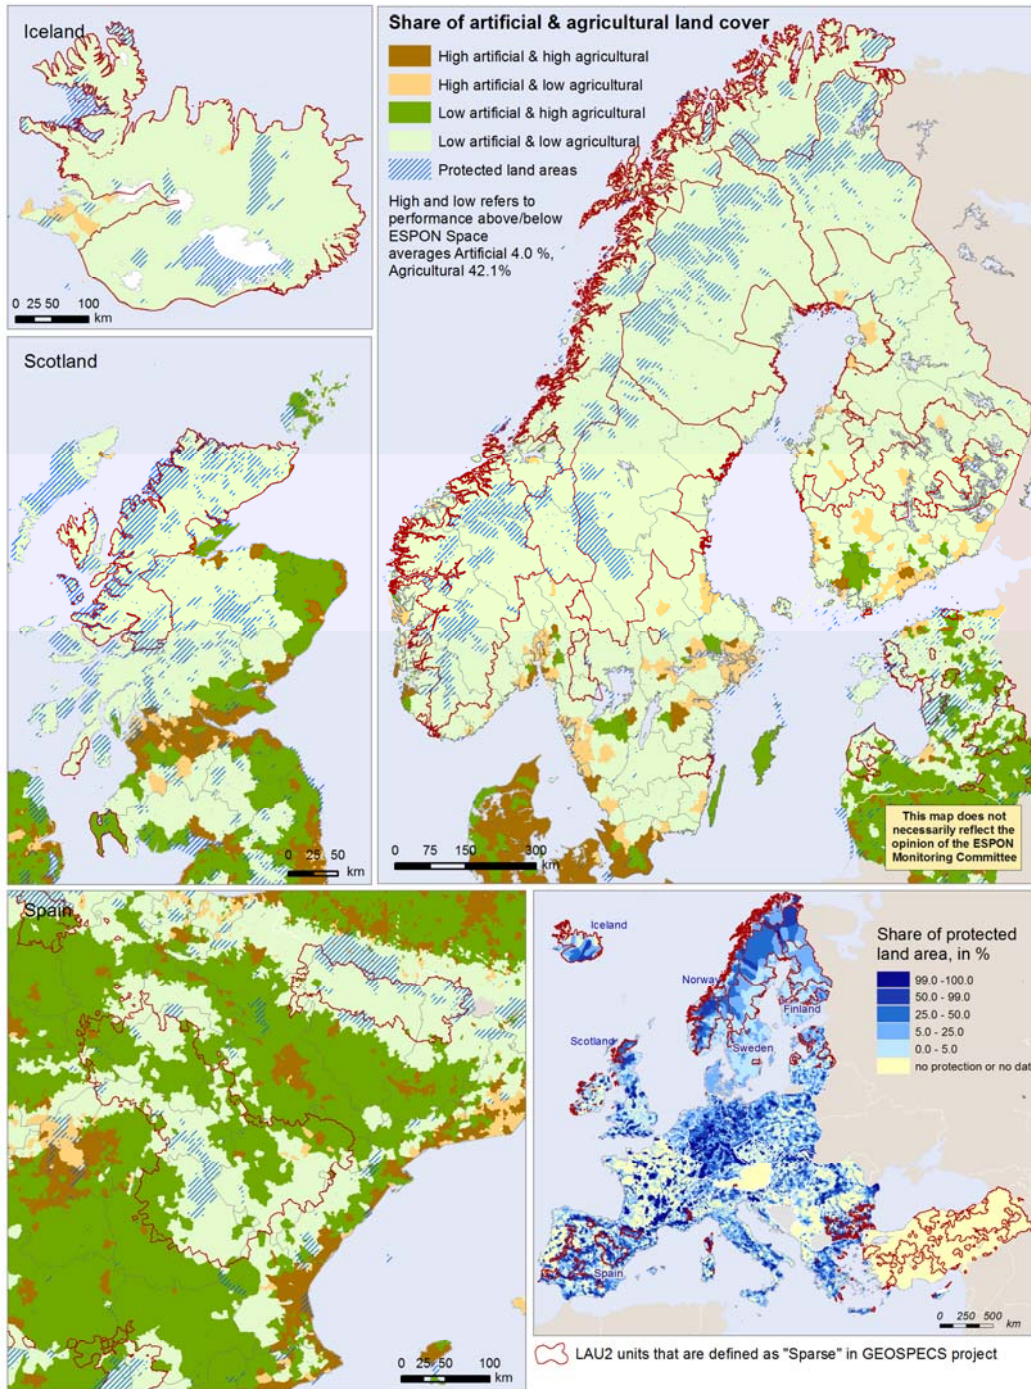 Iceland
0 25 50 100
km
Share of artificial & agricultural land cover
High artificial & high agricultural
High artificial & low agricultural
Low artificial & high agricultural
Low artificial & low agricultural
Protected land areas
High and low refers to
performance above/below
ESPON Space
averages Artificial 4.0 %,
Agricultural 42.1%
Scotland
0 25 50
km
0 75 150 300
km
This map does not
necessarily reflect the
opinion of the ESPON
Monitoring Committee
Spain
0 25 50 100
km
Share of protected
land area, in %
99.0 -100.0
50.0 - 99.0
25.0 - 50.0
5.0 - 25.0
0.0 - 5.0
no protection or no dat
Iceland
Norway
Finland
Scotland
Sweden
Spain
0 250 500
km
LAU2 units that are defined as "Sparse" in GEOSPECS project